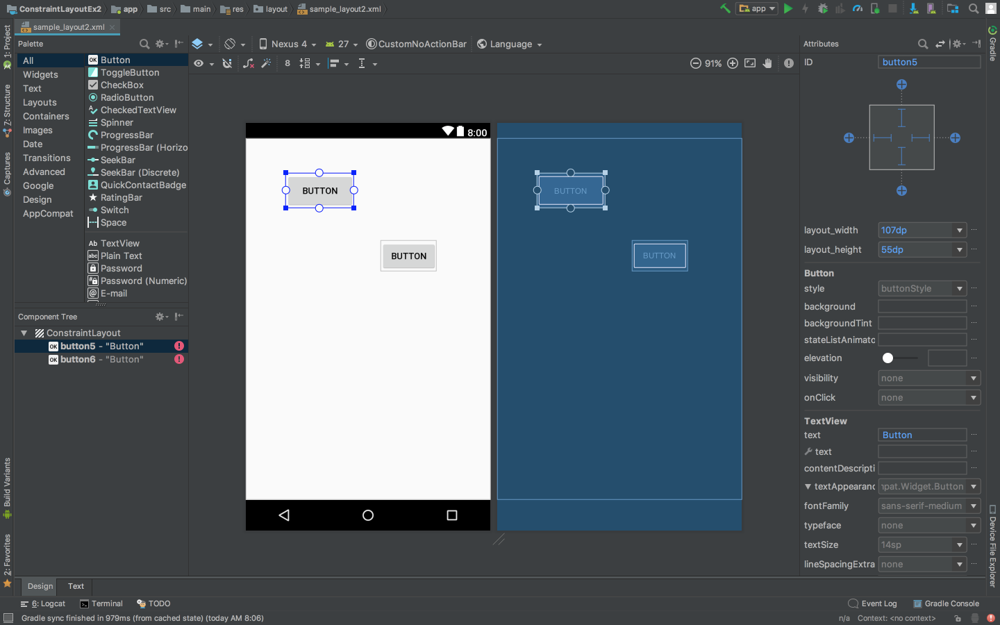 ConstraintLayoutEx2 app src main res layout sample_layout2.xml
app
sample_layout2.xml
1: Project
7: Structure
Captures
Build Variants
2: Favorites
Palette
All
Widgets
Text
Layouts
Containers
Images
Date
Transitions
Advanced
Google
Design
AppCompat
OK Button
ToggleButton
CheckBox
RadioButton
CheckedTextView
Spinner
ProgressBar
ProgressBar (Horizo
SeekBar
SeekBar (Discrete)
QuickContactBadge
RatingBar
Switch
Space
Ab TextView
abc Plain Text
Password
Password (Numeric)
@ E-mail
Component Tree
ConstraintLayout
OK button5 - "Button"
OK button6 - "Button"
Nexus 4 27 CustomNoActionBar Language
8 91%
8:00
BUTTON
BUTTON
BUTTON
BUTTON
Attributes
ID button5
layout_width 107dp
layout_height 55dp
Button
style buttonStyle
background
backgroundTint
stateListAnimato
elevation
visibility none
onClick none
TextView
text Button
text
contentDescripti
textAppearanc npat.Widget.Button
fontFamily sans-serif-medium
typeface none
textSize 14sp
lineSpacingExtra none
Gradle
Device File Explorer
Design Text
6: Logcat Terminal TODO Event Log Gradle Console
Gradle sync finished in 979ms (from cached state) (today AM 8:06) n/a Context: <no context>